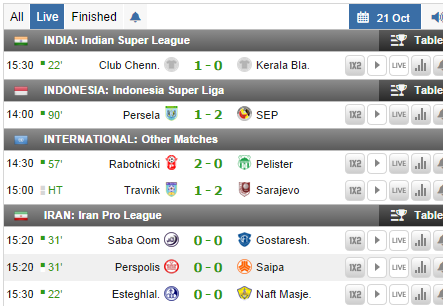 All Live Finished 21 Oct
INDIA: Indian Super League Table
15:30 22' Club Chenn. 1 - 0 Kerala Bla. 1X2 LIVE
INDONESIA: Indonesia Super Liga Table
14:00 90' Persela 1 - 2 SEP 1X2 LIVE
INTERNATIONAL: Other Matches
14:30 57' Rabotnicki 2 - 0 Pelister 1X2 LIVE
15:00 HT Travnik 1 - 2 Sarajevo 1X2 LIVE
IRAN: Iran Pro League Table
15:20 31' Saba Qom 0 - 0 Gostaresh. 1X2 LIVE
15:20 31' Perspolis 0 - 0 Saipa 1X2 LIVE
15:30 22' Esteghlal. 0 - 0 Naft Masje. 1X2 LIVE